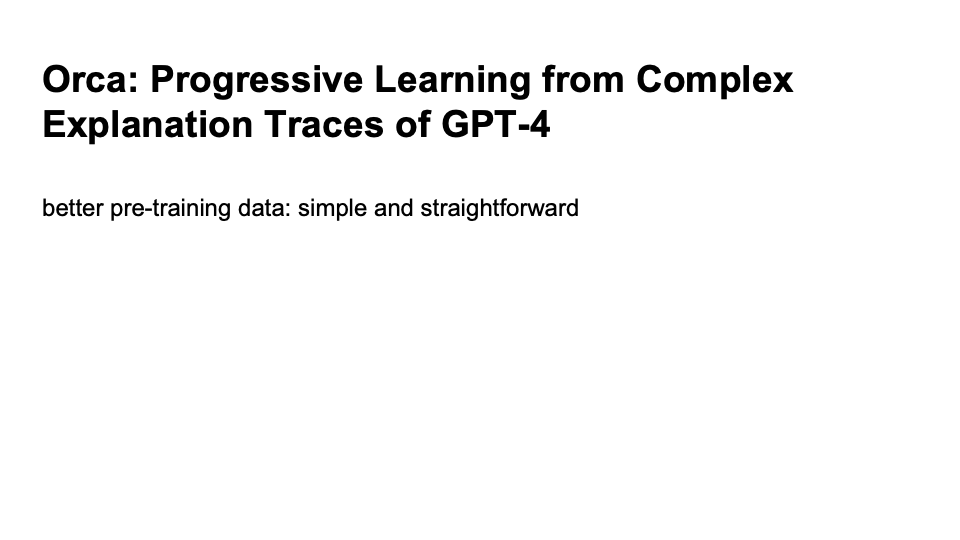 Orca: Progressive Learning from Complex
Explanation Traces of GPT-4
better pre-training data: simple and straightforward